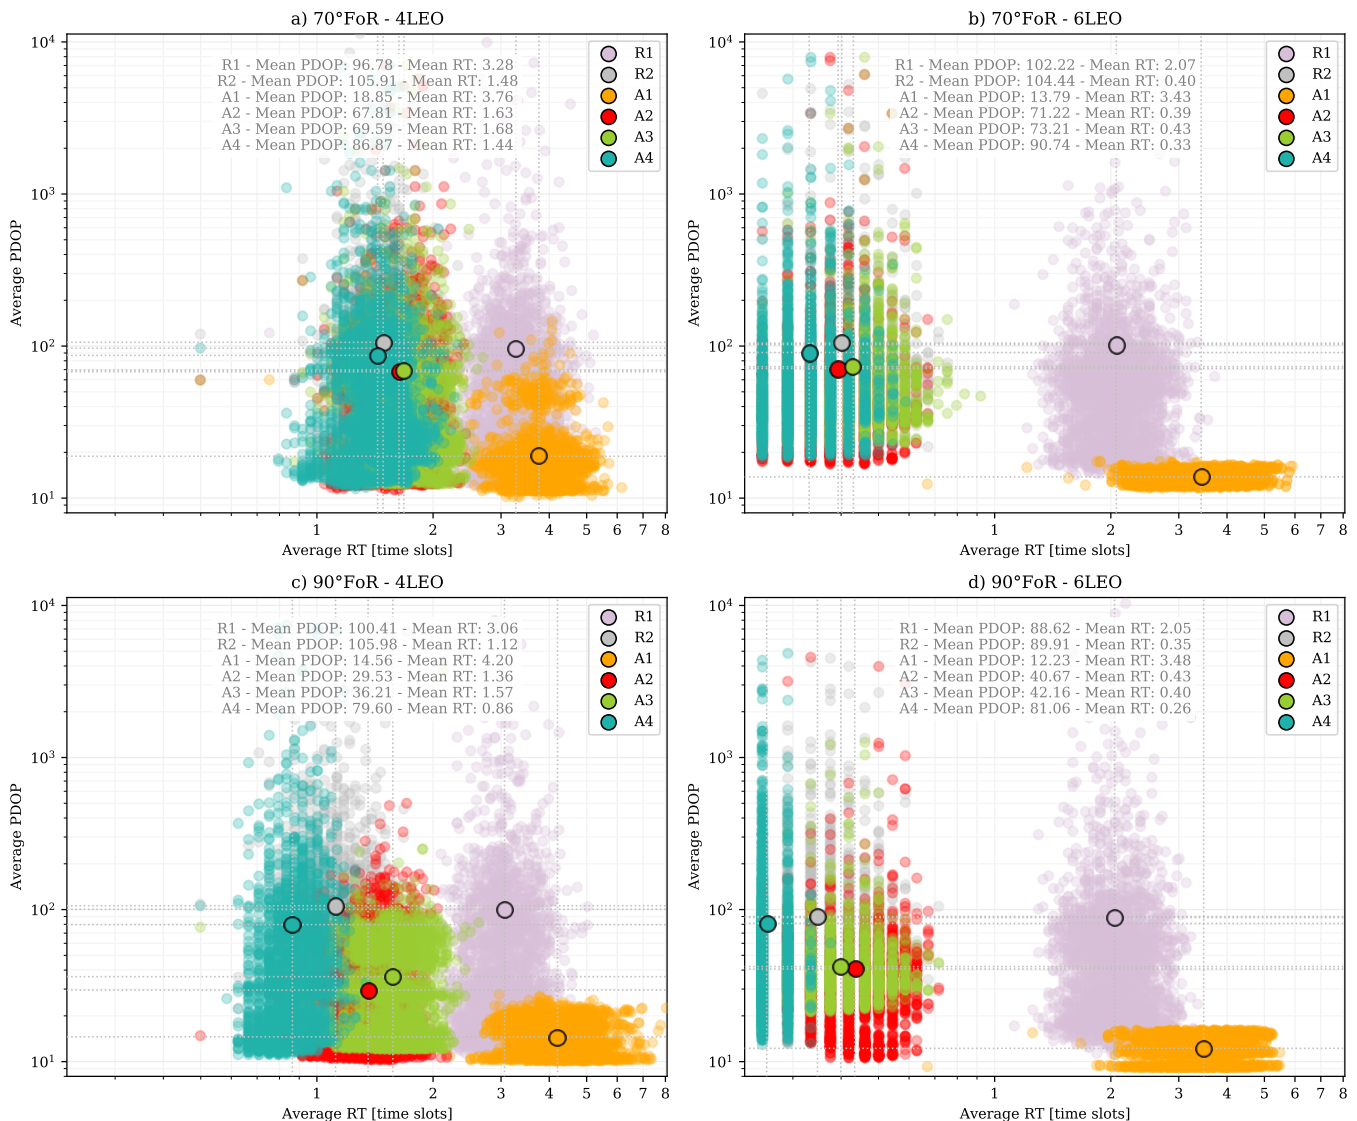 a) 70°FoR - 4LEO
10⁴
10³
10²
10¹
Average PDOP
R1 - Mean PDOP: 96.78 - Mean RT: 3.28
R2 - Mean PDOP: 105.91 - Mean RT: 1.48
A1 - Mean PDOP: 18.85 - Mean RT: 3.76
A2 - Mean PDOP: 67.81 - Mean RT: 1.63
A3 - Mean PDOP: 69.59 - Mean RT: 1.68
A4 - Mean PDOP: 86.87 - Mean RT: 1.44
R1
R2
A1
A2
A3
A4
1 2 3 4 5 6 7 8
Average RT [time slots]
b) 70°FoR - 6LEO
10⁴
10³
10²
10¹
Average PDOP
R1 - Mean PDOP: 102.22 - Mean RT: 2.07
R2 - Mean PDOP: 104.44 - Mean RT: 0.40
A1 - Mean PDOP: 13.79 - Mean RT: 3.43
A2 - Mean PDOP: 71.22 - Mean RT: 0.39
A3 - Mean PDOP: 73.21 - Mean RT: 0.43
A4 - Mean PDOP: 90.74 - Mean RT: 0.33
R1
R2
A1
A2
A3
A4
1 2 3 4 5 6 7 8
Average RT [time slots]
c) 90°FoR - 4LEO
10⁴
10³
10²
10¹
Average PDOP
R1 - Mean PDOP: 100.41 - Mean RT: 3.06
R2 - Mean PDOP: 105.98 - Mean RT: 1.12
A1 - Mean PDOP: 14.56 - Mean RT: 4.20
A2 - Mean PDOP: 29.53 - Mean RT: 1.36
A3 - Mean PDOP: 36.21 - Mean RT: 1.57
A4 - Mean PDOP: 79.60 - Mean RT: 0.86
R1
R2
A1
A2
A3
A4
1 2 3 4 5 6 7 8
Average RT [time slots]
d) 90°FoR - 6LEO
10⁴
10³
10²
10¹
Average PDOP
R1 - Mean PDOP: 88.62 - Mean RT: 2.05
R2 - Mean PDOP: 89.91 - Mean RT: 0.35
A1 - Mean PDOP: 12.23 - Mean RT: 3.48
A2 - Mean PDOP: 40.67 - Mean RT: 0.43
A3 - Mean PDOP: 42.16 - Mean RT: 0.40
A4 - Mean PDOP: 81.06 - Mean RT: 0.26
R1
R2
A1
A2
A3
A4
1 2 3 4 5 6 7 8
Average RT [time slots]